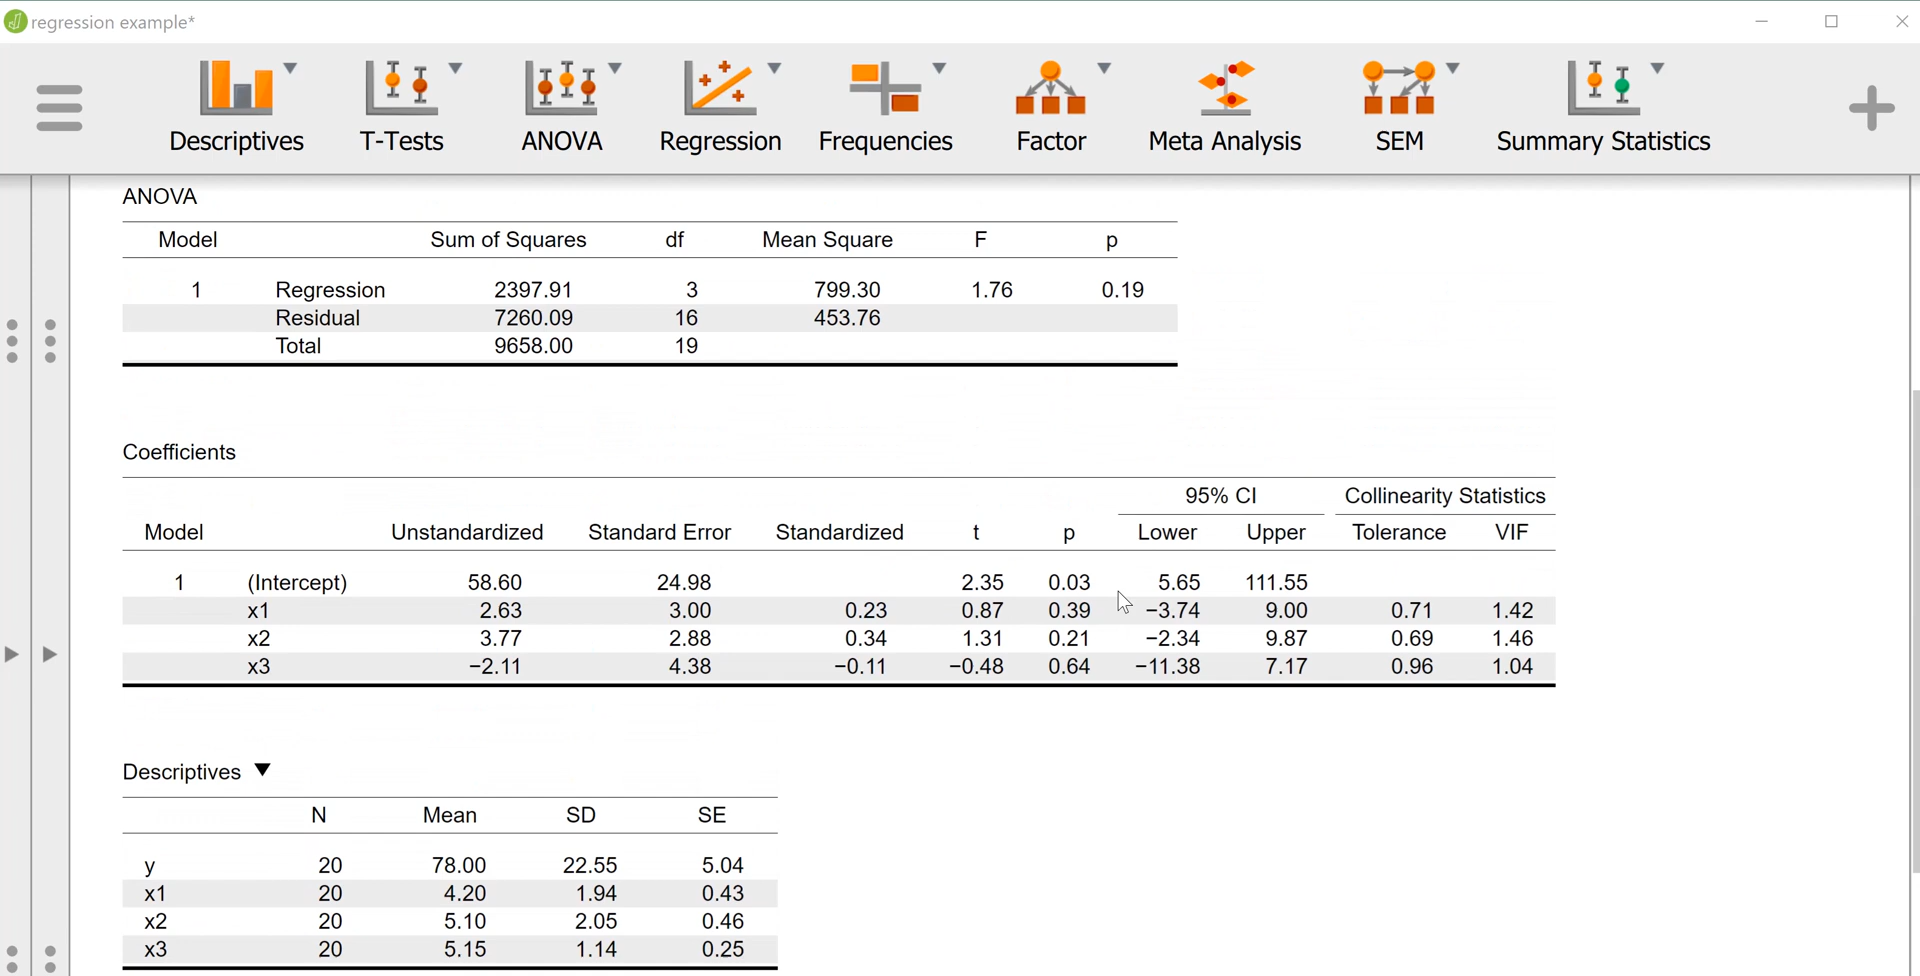 regression example*
Descriptives T-Tests ANOVA Regression Frequencies Factor Meta Analysis SEM Summary Statistics
ANOVA
Model Sum of Squares df Mean Square F p
1 Regression 2397.91 3 799.30 1.76 0.19
Residual 7260.09 16 453.76
Total 9658.00 19
Coefficients
95% CI Collinearity Statistics
Model Unstandardized Standard Error Standardized t p Lower Upper Tolerance VIF
1 (Intercept) 58.60 24.98 2.35 0.03 5.65 111.55
x1 2.63 3.00 0.23 0.87 0.39 −3.74 9.00 0.71 1.42
x2 3.77 2.88 0.34 1.31 0.21 −2.34 9.87 0.69 1.46
x3 −2.11 4.38 −0.11 −0.48 0.64 −11.38 7.17 0.96 1.04
Descriptives
N Mean SD SE
y 20 78.00 22.55 5.04
x1 20 4.20 1.94 0.43
x2 20 5.10 2.05 0.46
x3 20 5.15 1.14 0.25